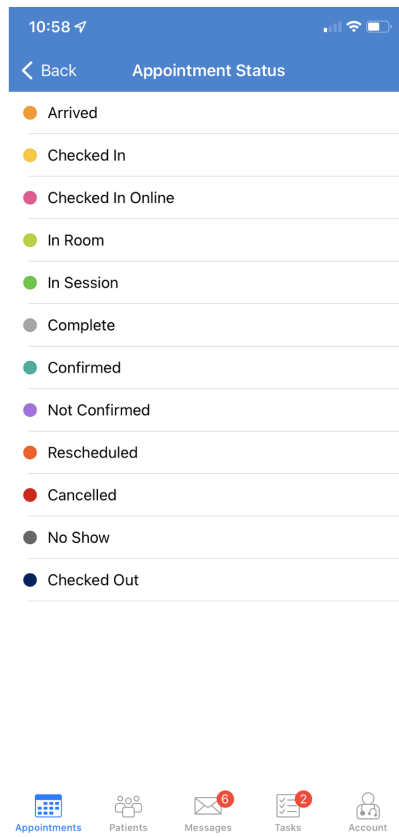 10:58
Back Appointment Status
Arrived
Checked In
Checked In Online
In Room
In Session
Complete
Confirmed
Not Confirmed
Rescheduled
Cancelled
No Show
Checked Out
6 2
Appointments Patients Messages Tasks Account